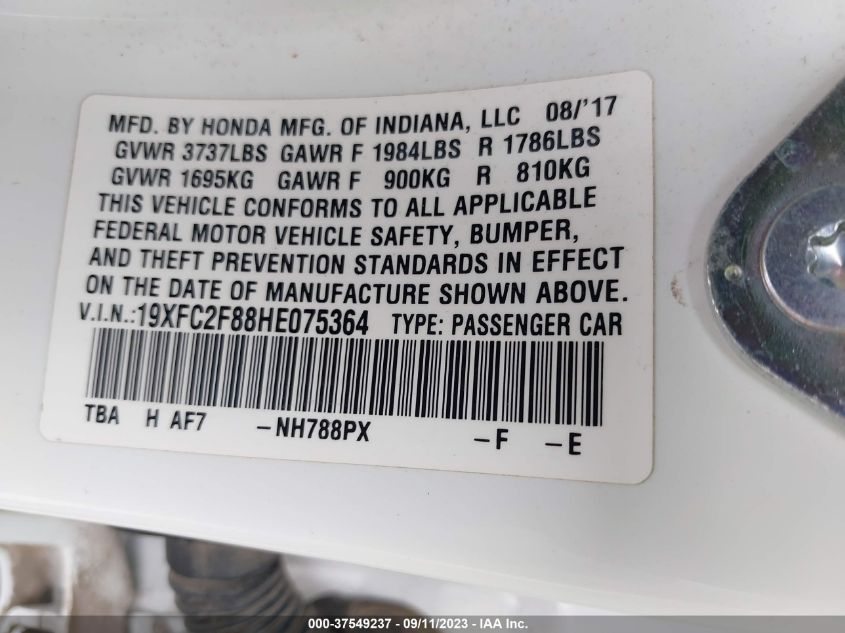 MFD. BY HONDA MFG. OF INDIANA, LLC 08/'17
GVWR 3737LBS GAWR F 1984LBS R 1786LBS
GVWR 1695KG GAWR F 900KG R 810KG
THIS VEHICLE CONFORMS TO ALL APPLICABLE
FEDERAL MOTOR VEHICLE SAFETY, BUMPER,
AND THEFT PREVENTION STANDARDS IN EFFECT
ON THE DATE OF MANUFACTURE SHOWN ABOVE.
V.I.N.:19XFC2F88HE075364 TYPE: PASSENGER CAR
TBA H AF7 -NH788PX -F -E
000-37549237 - 09/11/2023 - IAA Inc.